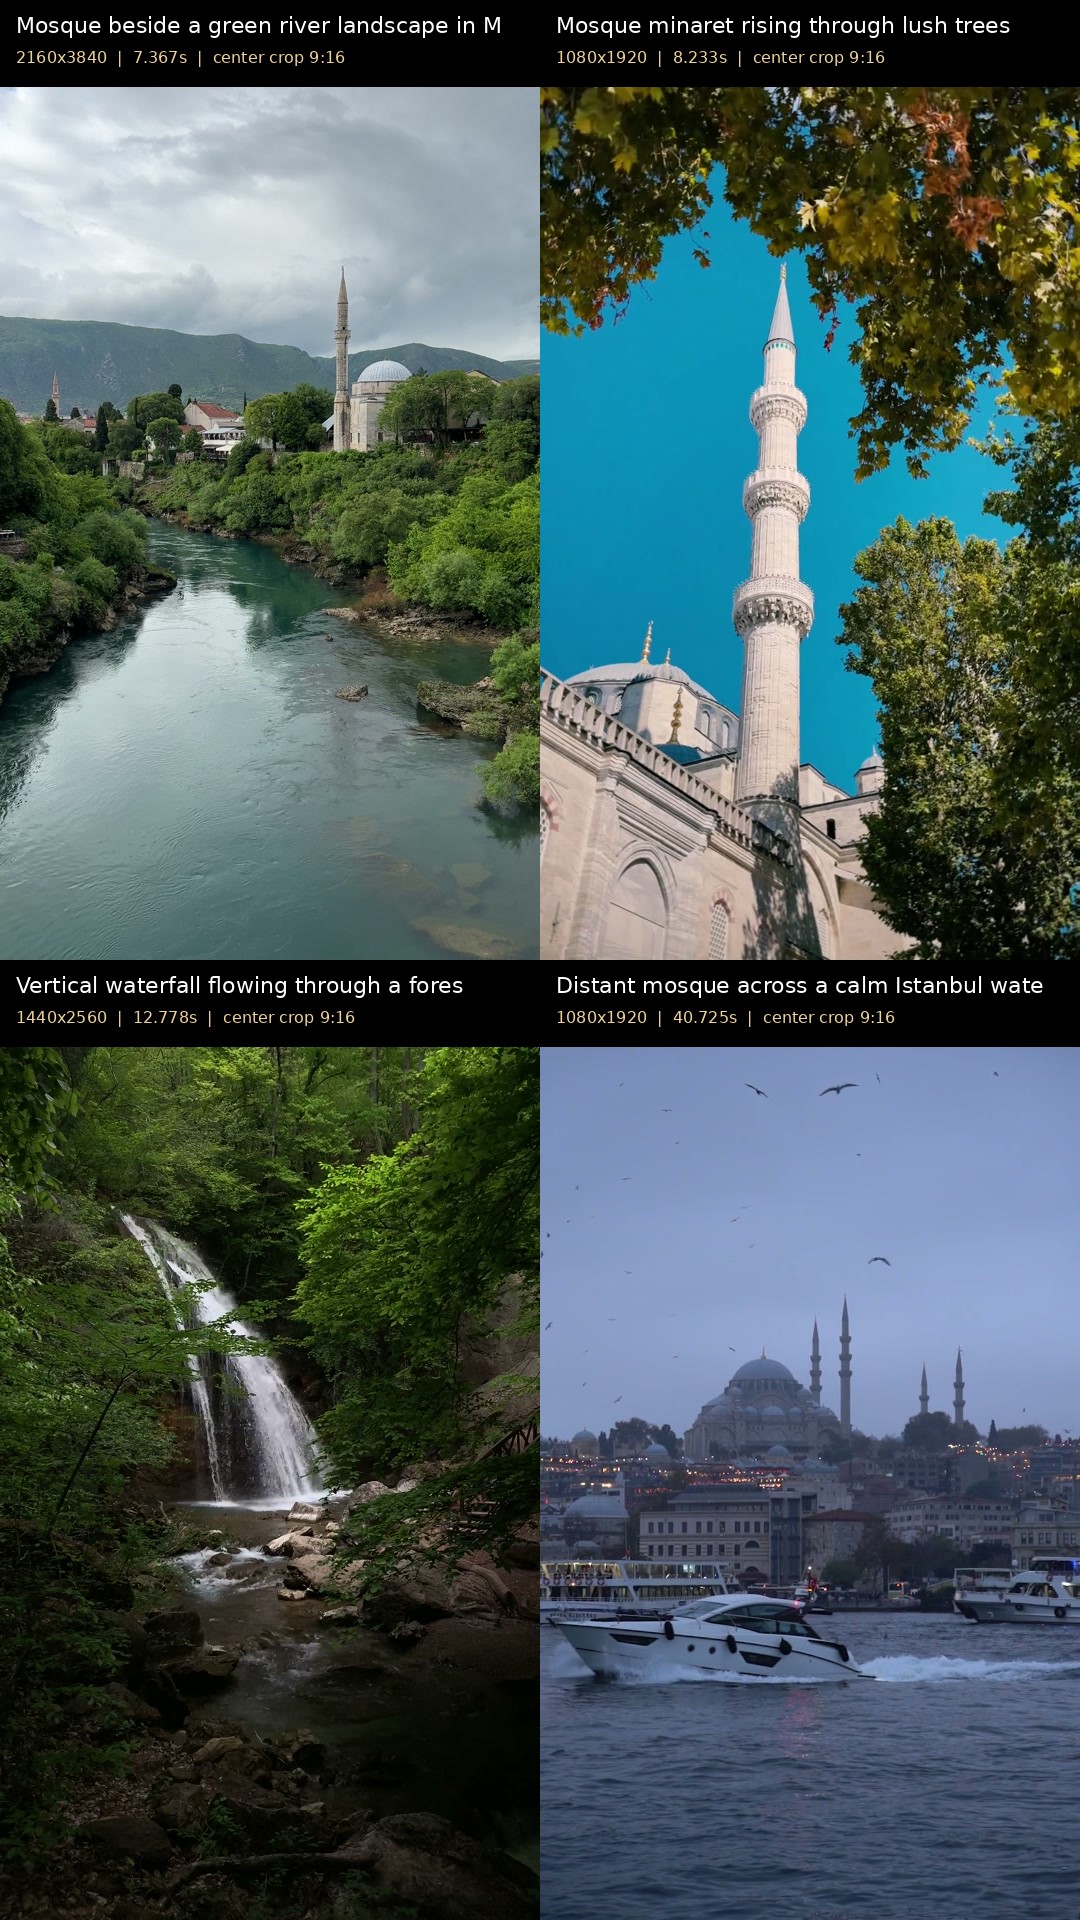 Mosque beside a green river landscape in M
2160x3840 | 7.367s | center crop 9:16
Mosque minaret rising through lush trees
1080x1920 | 8.233s | center crop 9:16
Vertical waterfall flowing through a fores
1440x2560 | 12.778s | center crop 9:16
Distant mosque across a calm Istanbul wate
1080x1920 | 40.725s | center crop 9:16